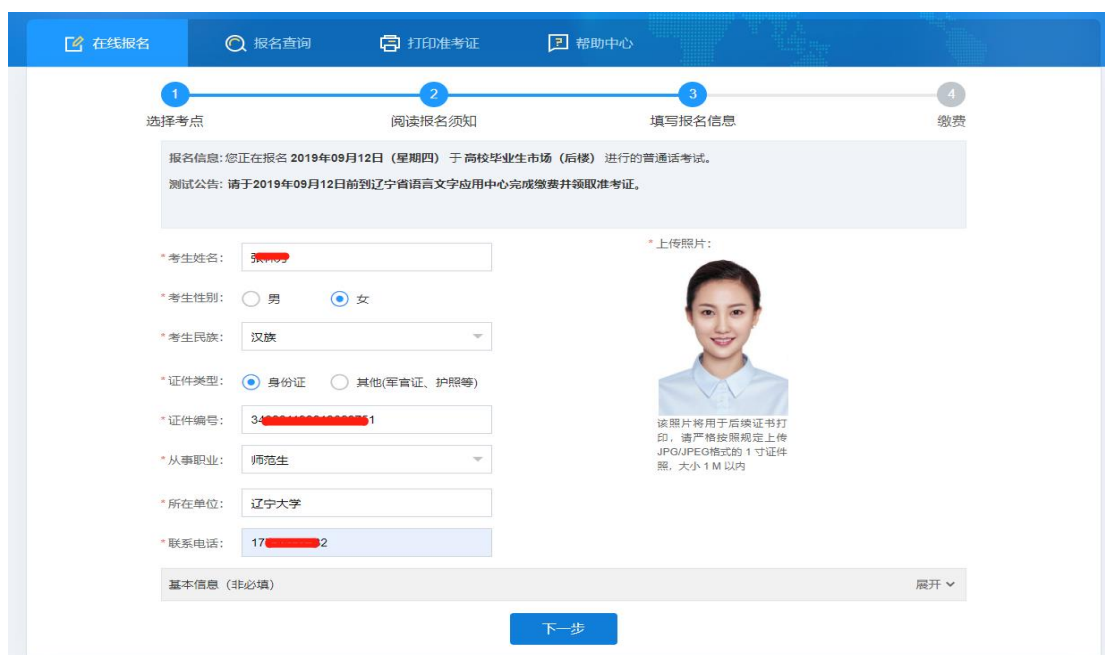 在线报名 报名查询 打印准考证 帮助中心
1 2 3 4
选择考点 阅读报名须知 填写报名信息 缴费
报名信息:您正在报名 2019年09月12日（星期四）于 高校毕业生市场（后楼） 进行的普通话考试。
测试公告: 请于2019年09月12日前到辽宁省语言文字应用中心完成缴费并领取准考证。
*考生姓名: 张
*上传照片:
*考生性别: 男 女
*考生民族: 汉族
*证件类型: 身份证 其他(军官证、护照等)
*证件编号: 34 1
该照片将用于后续证书打
印，请严格按照规定上传
JPG/JPEG格式的 1 寸证件
照，大小 1 M 以内
*从事职业: 师范生
*所在单位: 辽宁大学
*联系电话: 17 2
基本信息（非必填） 展开
下一步